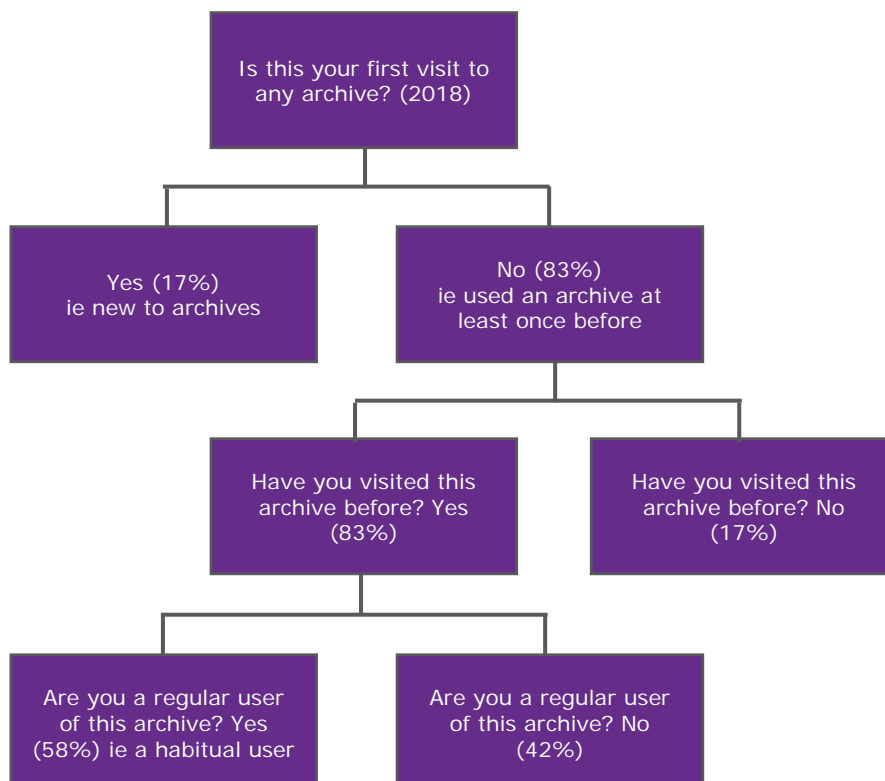 Is this your first visit to
any archive? (2018)
Yes (17%)
ie new to archives
No (83%)
ie used an archive at
least once before
Have you visited this
archive before? Yes
(83%)
Have you visited this
archive before? No
(17%)
Are you a regular user
of this archive? Yes
(58%) ie a habitual user
Are you a regular user
of this archive? No
(42%)